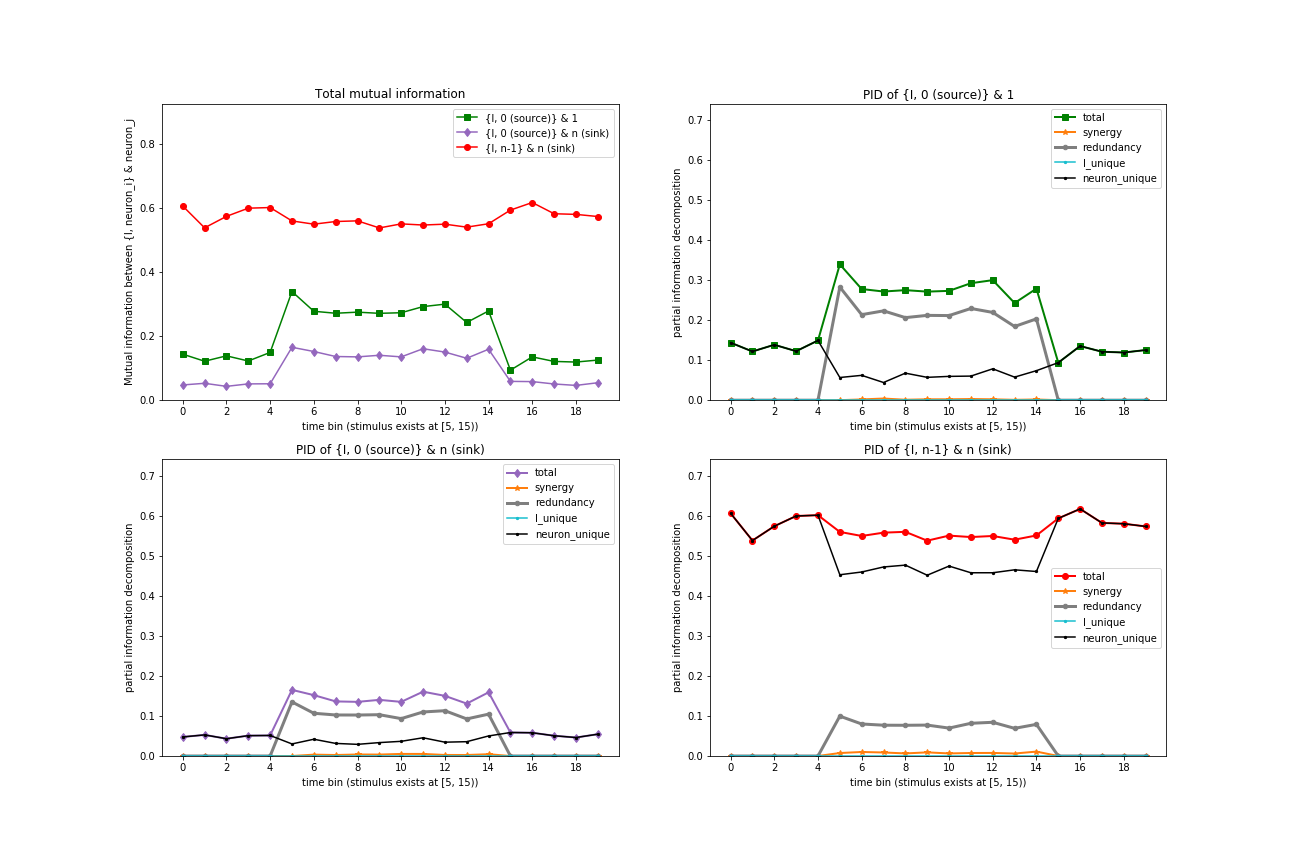 Total mutual information
Mutual information between {I, neuron_i} & neuron_j
0.8
0.6
0.4
0.2
0.0
{I, 0 (source)} & 1
{I, 0 (source)} & n (sink)
{I, n-1} & n (sink)
0 2 4 6 8 10 12 14 16 18
time bin (stimulus exists at [5, 15))
PID of {I, 0 (source)} & 1
partial information decomposition
0.7
0.6
0.5
0.4
0.3
0.2
0.1
0.0
total
synergy
redundancy
I_unique
neuron_unique
0 2 4 6 8 10 12 14 16 18
time bin (stimulus exists at [5, 15))
PID of {I, 0 (source)} & n (sink)
partial information decomposition
0.7
0.6
0.5
0.4
0.3
0.2
0.1
0.0
total
synergy
redundancy
I_unique
neuron_unique
0 2 4 6 8 10 12 14 16 18
time bin (stimulus exists at [5, 15))
PID of {I, n-1} & n (sink)
partial information decomposition
0.7
0.6
0.5
0.4
0.3
0.2
0.1
0.0
total
synergy
redundancy
I_unique
neuron_unique
0 2 4 6 8 10 12 14 16 18
time bin (stimulus exists at [5, 15))